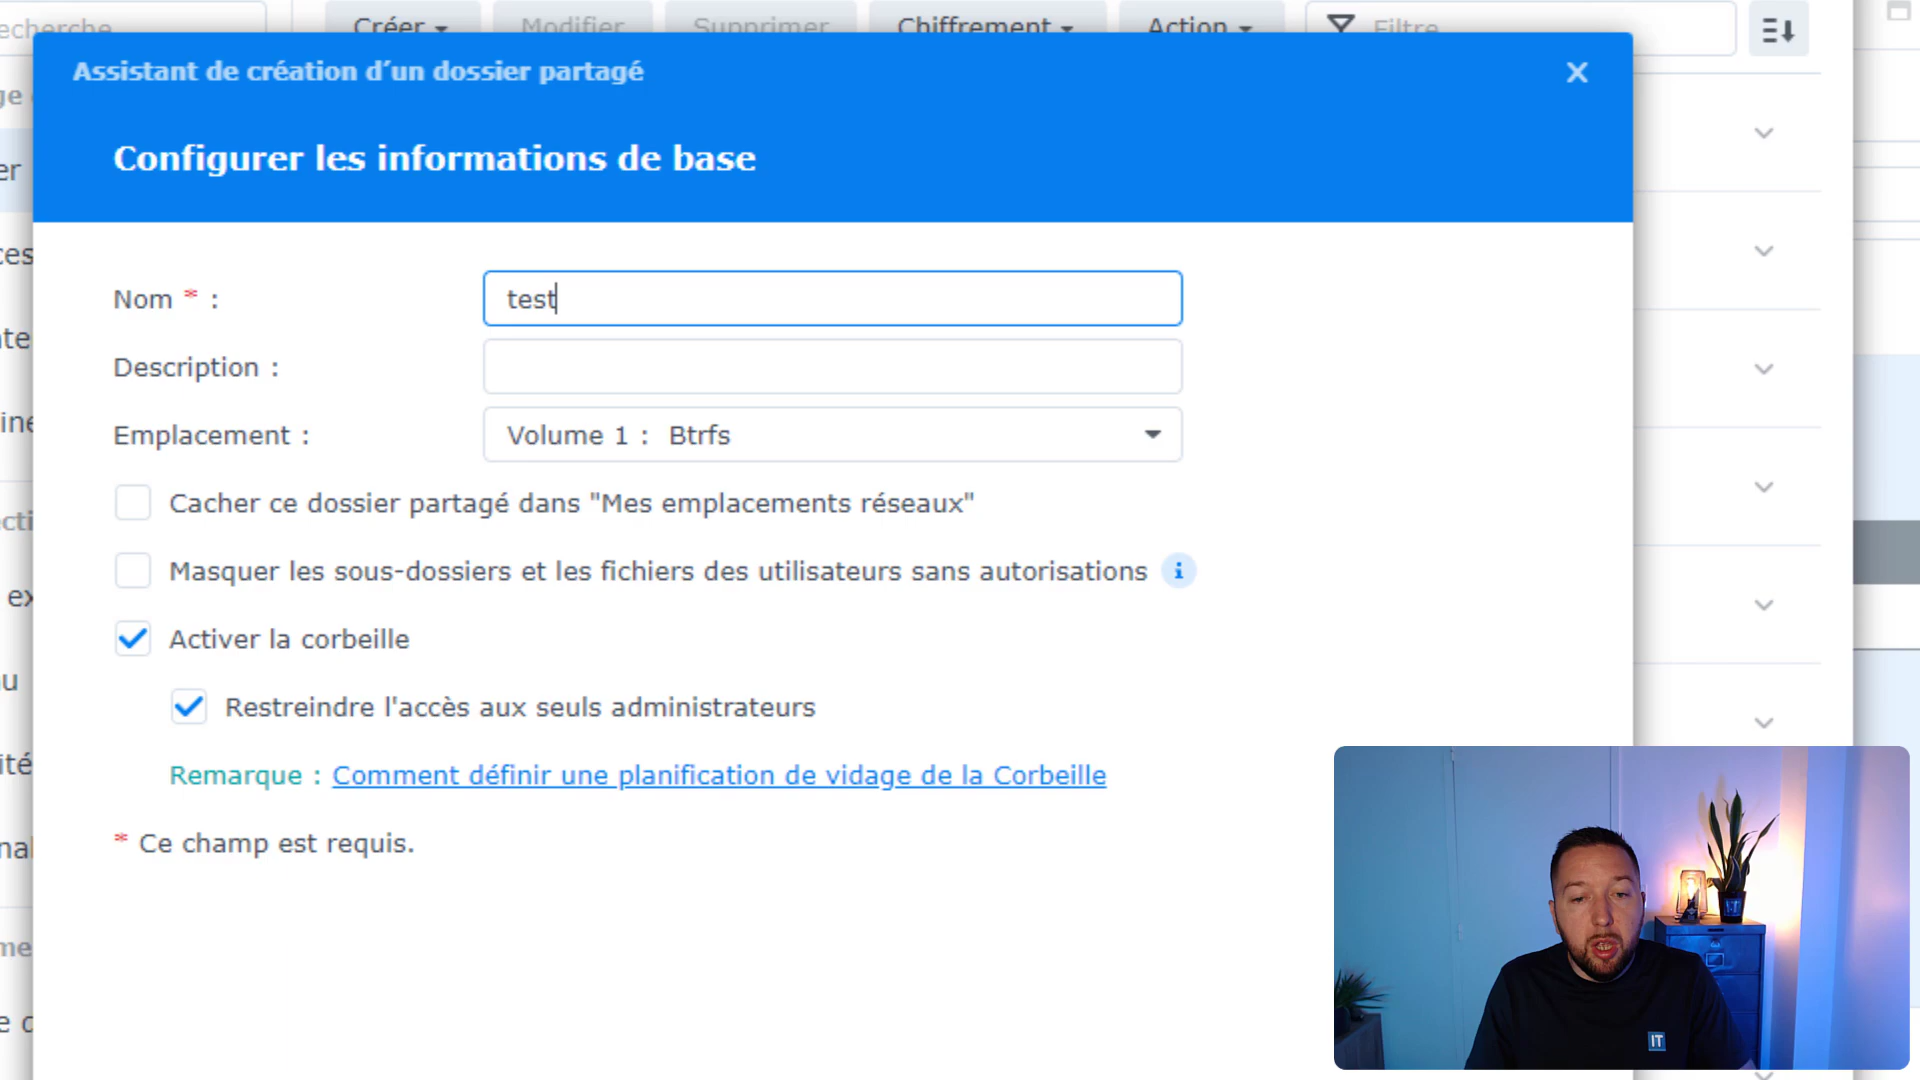 echerche
Créer
Modifier
Supprimer
Chiffrement
Action
Filtre
Assistant de création d'un dossier partagé
Configurer les informations de base
Nom * :
test
Description :
Emplacement :
Volume 1 : Btrfs
Cacher ce dossier partagé dans "Mes emplacements réseaux"
Masquer les sous-dossiers et les fichiers des utilisateurs sans autorisations
i
Activer la corbeille
Restreindre l'accès aux seuls administrateurs
Remarque : Comment définir une planification de vidage de la Corbeille
* Ce champ est requis.
IT